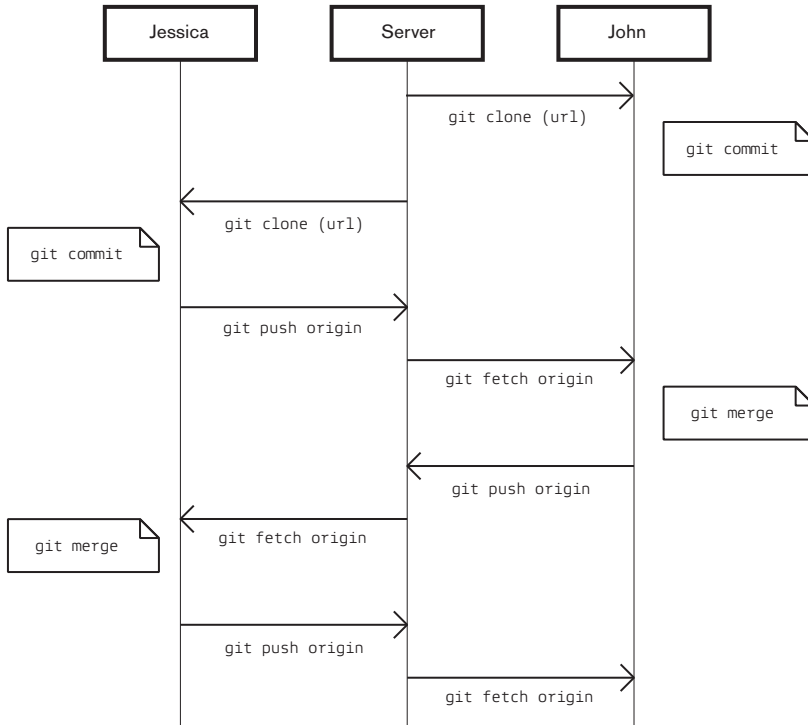 Jessica
Server
John
git clone (url)
git commit
git clone (url)
git commit
git push origin
git fetch origin
git merge
git push origin
git fetch origin
git merge
git push origin
git fetch origin